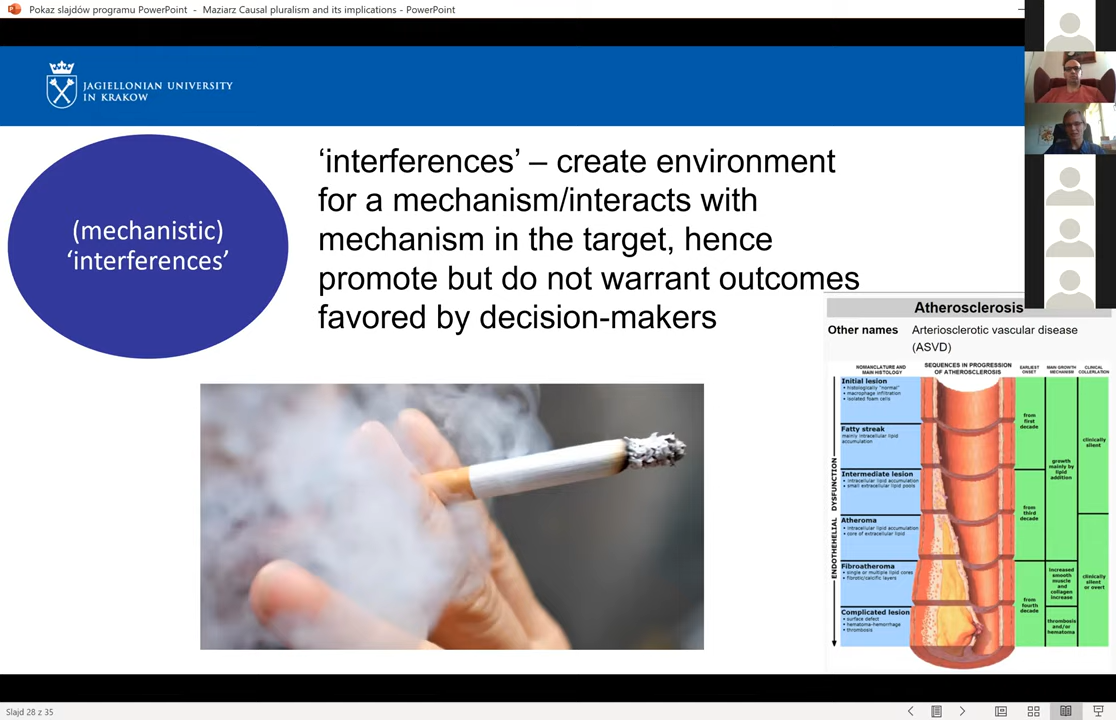 Pokaz slajdów programu PowerPoint - Maziarz Causal pluralism and its implications - PowerPoint
JAGIELLONIAN UNIVERSITY
IN KRAKOW
(mechanistic)
‘interferences’
‘interferences’ – create environment
for a mechanism/interacts with
mechanism in the target, hence
promote but do not warrant outcomes
favored by decision-makers
Atherosclerosis
Other names Arteriosclerotic vascular disease
(ASVD)
NOMANCLATURE AND
MAIN HISTOLOGY
SEQUENCES IN PROGRESSION
OF ATHEROSCLEROSIS
EARLIEST
ONSET
MAIN GROWTH
MECHANISM
CLINICAL
COLLERLATION
Initial lesion
• histologically "normal"
• macrophage infiltration
• isolated foam cells
Fatty streak
mainly intracellular lipid
accumulation
Intermediate lesion
• intracellular lipid accumulation
• small extracellular lipid pools
Atheroma
• intracellular lipid accumulation
• core of extracellular lipid
Fibroatheroma
• single or multiple lipid cores
• fibrotic/calcific layers
Complicated lesion
• surface defect
• hematoma-hemorrhage
• thrombosis
ENDOTHEHIAL DYSFUNCTION
from
first
decade
from
third
decade
from
fourth
decade
growth
mainly by
lipid
addition
increased
smooth
muscle
and
collagen
increase
thrombosis
and/or
hematoma
clinically
silent
clinically
silent
or overt
Slajd 28 z 35